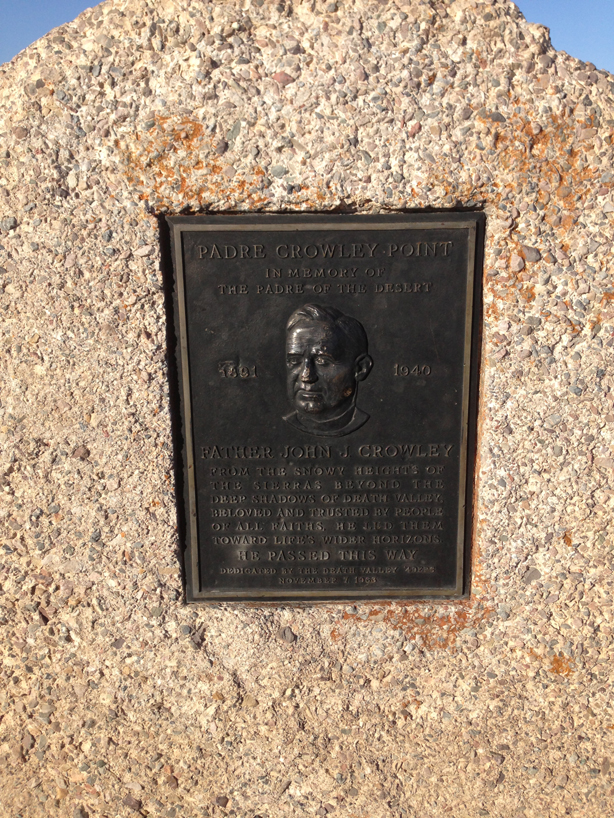 PADRE CROWLEY POINT
IN MEMORY OF
THE PADRE OF THE DESERT
1891 1940
FATHER JOHN J CROWLEY
FROM THE SNOWY HEIGHTS OF
THE SIERRAS BEYOND THE
DEEP SHADOWS OF DEATH VALLEY,
BELOVED AND TRUSTED BY PEOPLE
OF ALL FAITHS, HE LED THEM
TOWARD LIFE'S WIDER HORIZONS.
HE PASSED THIS WAY
DEDICATED BY THE DEATH VALLEY '49ERS
NOVEMBER 7,